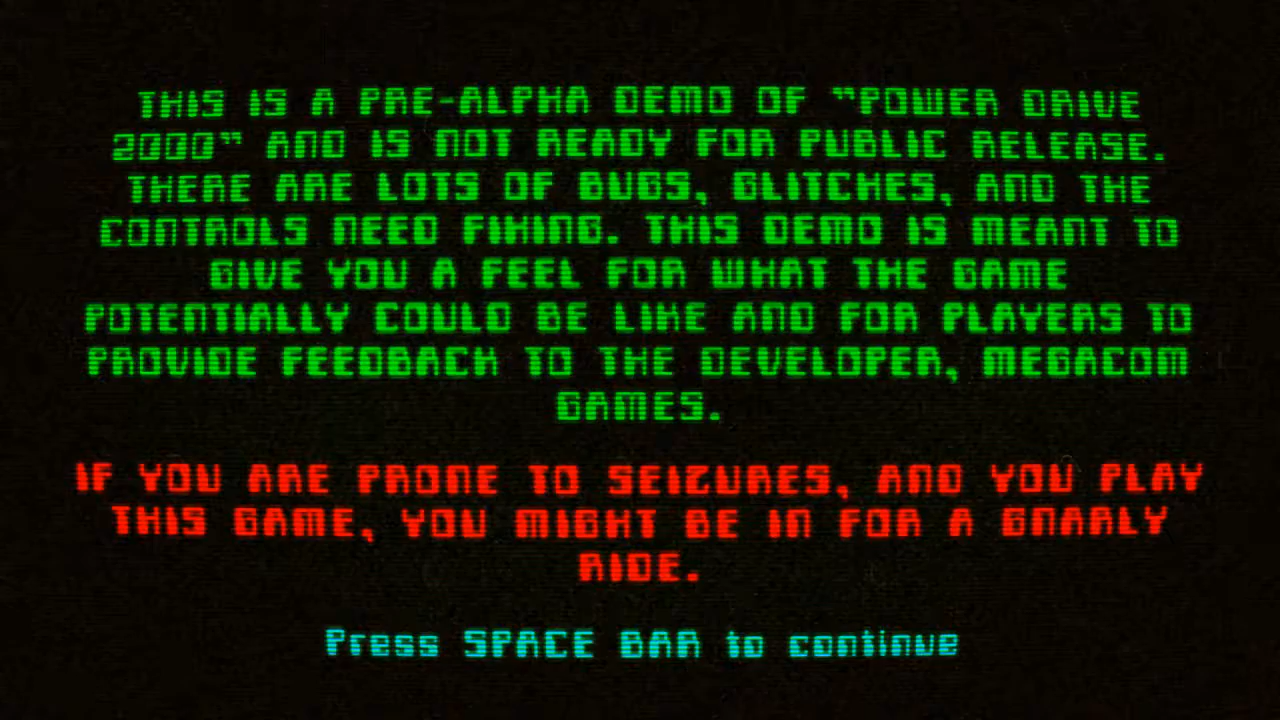 THIS IS A PRE-ALPHA DEMO OF "POWER DRIVE
2000" AND IS NOT READY FOR PUBLIC RELEASE.
THERE ARE LOTS OF BUGS, GLITCHES, AND THE
CONTROLS NEED FIXING. THIS DEMO IS MEANT TO
GIVE YOU A FEEL FOR WHAT THE GAME
POTENTIALLY COULD BE LIKE AND FOR PLAYERS TO
PROVIDE FEEDBACK TO THE DEVELOPER, MEGACOM
GAMES.
IF YOU ARE PRONE TO SEIZURES, AND YOU PLAY
THIS GAME, YOU MIGHT BE IN FOR A GNARLY
RIDE.
Press SPACE BAR to continue